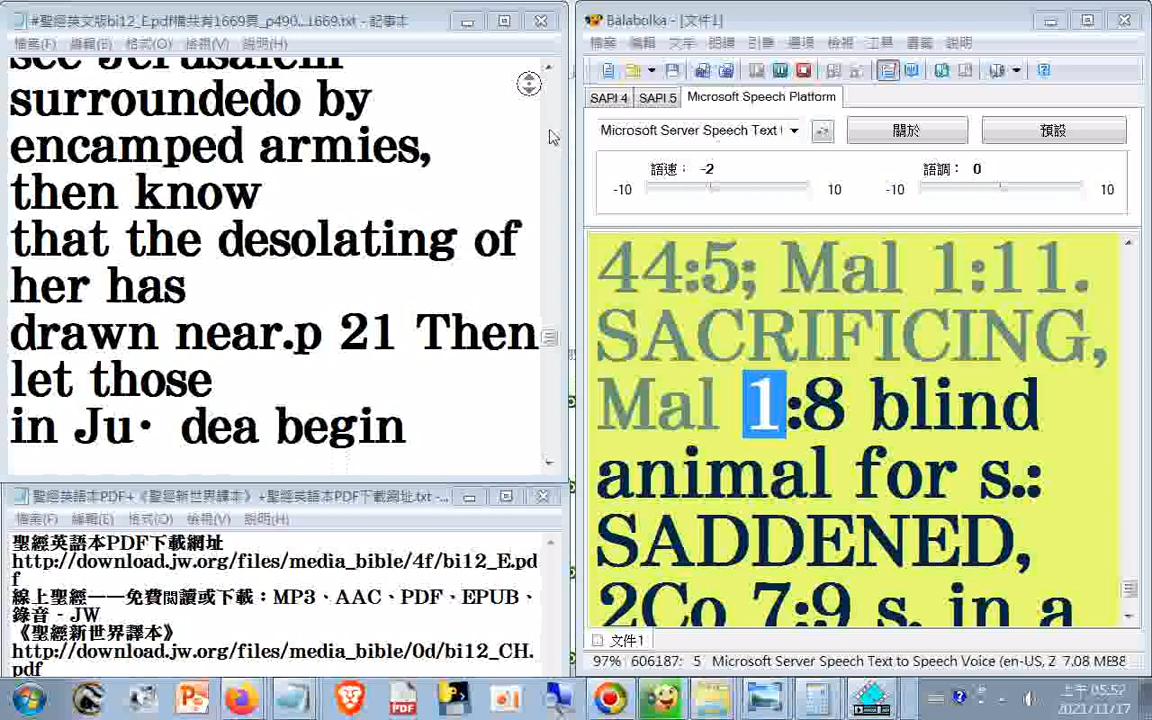 #聖經英文版bi12_E.pdf檔共有1669頁_p490..1669.txt - 記事本
檔案(F) 編輯(E) 格式(O) 檢視(V) 說明(H)
see Jerusalem
surroundedo by
encamped armies,
then know
that the desolating of
her has
drawn near.p 21 Then
let those
in Ju· dea begin
聖經英語本PDF+《聖經新世界譯本》+聖經英語本PDF下載網址.txt - ...
檔案(F) 編輯(E) 格式(O) 檢視(V) 說明(H)
聖經英語本PDF下載網址
http://download.jw.org/files/media_bible/4f/bi12_E.pd
f
線上聖經——免費閱讀或下載：MP3、AAC、PDF、EPUB、
錄音 - JW
《聖經新世界譯本》
http://download.jw.org/files/media_bible/0d/bi12_CH.
pdf
Balabolka - [文件1]
檔案 編輯 文字 朗讀 引擎 選項 檢視 工具 書籤 說明
SAPI 4 SAPI 5 Microsoft Speech Platform
Microsoft Server Speech Text 關於 預設
語速： -2 語調： 0
-10 10 -10 10
44:5; Mal 1:11.
SACRIFICING,
Mal 1:8 blind
animal for s.:
SADDENED,
2Co 7:9 s. in a
文件1
97% 606187: 5 Microsoft Server Speech Text to Speech Voice (en-US, Z 7.08 MB
PDF
上午 05:52
2021/11/17